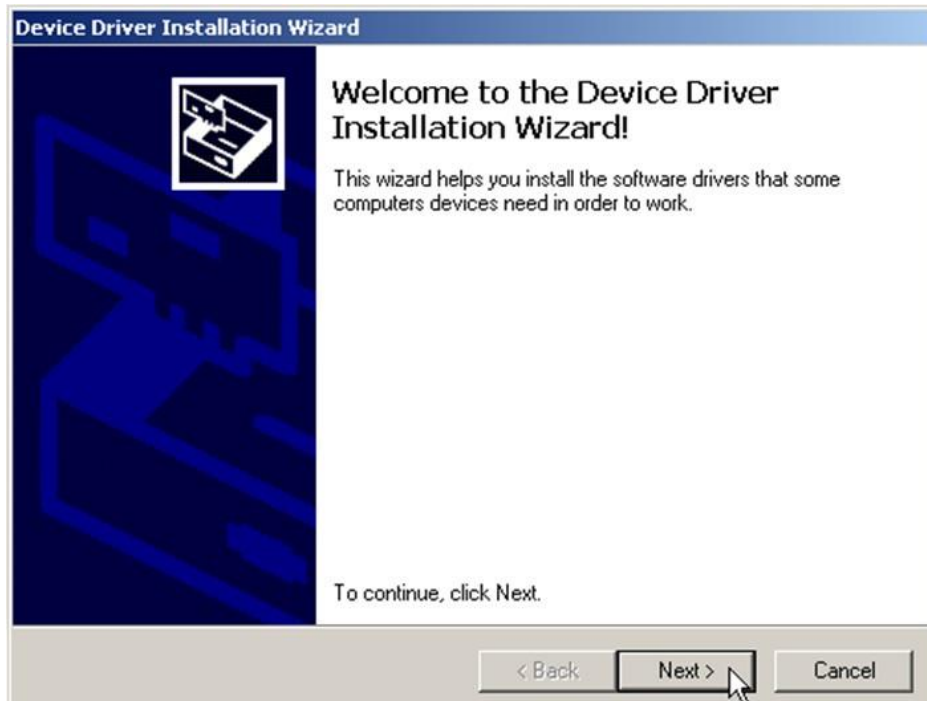 Device Driver Installation Wizard
Welcome to the Device Driver
Installation Wizard!
This wizard helps you install the software drivers that some
computers devices need in order to work.
To continue, click Next.
< Back
Next >
Cancel